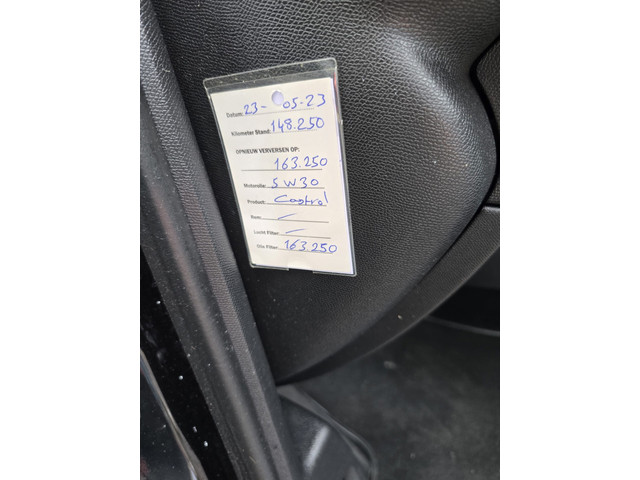 Datum: 23-05-23
Kilometer Stand: 148.250
OPNIEUW VERVERSEN OP:
163.250
Motorolie: 5W30
Product: Castrol
Rem: —
Lucht Filter: —
Olie Filter: 163.250